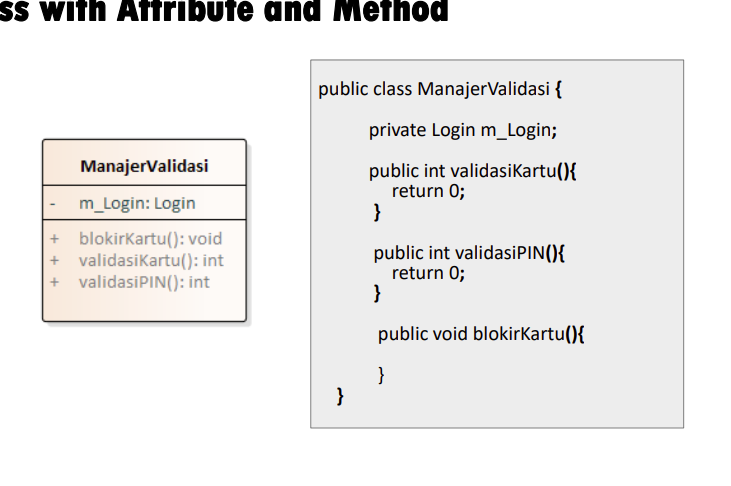 ss with Attribute and Method
ManajerValidasi
- m_Login: Login
+ blokirKartu(): void
+ validasiKartu(): int
+ validasiPIN(): int
public class ManajerValidasi {
private Login m_Login;
public int validasiKartu(){
return 0;
}
public int validasiPIN(){
return 0;
}
public void blokirKartu(){
}
}